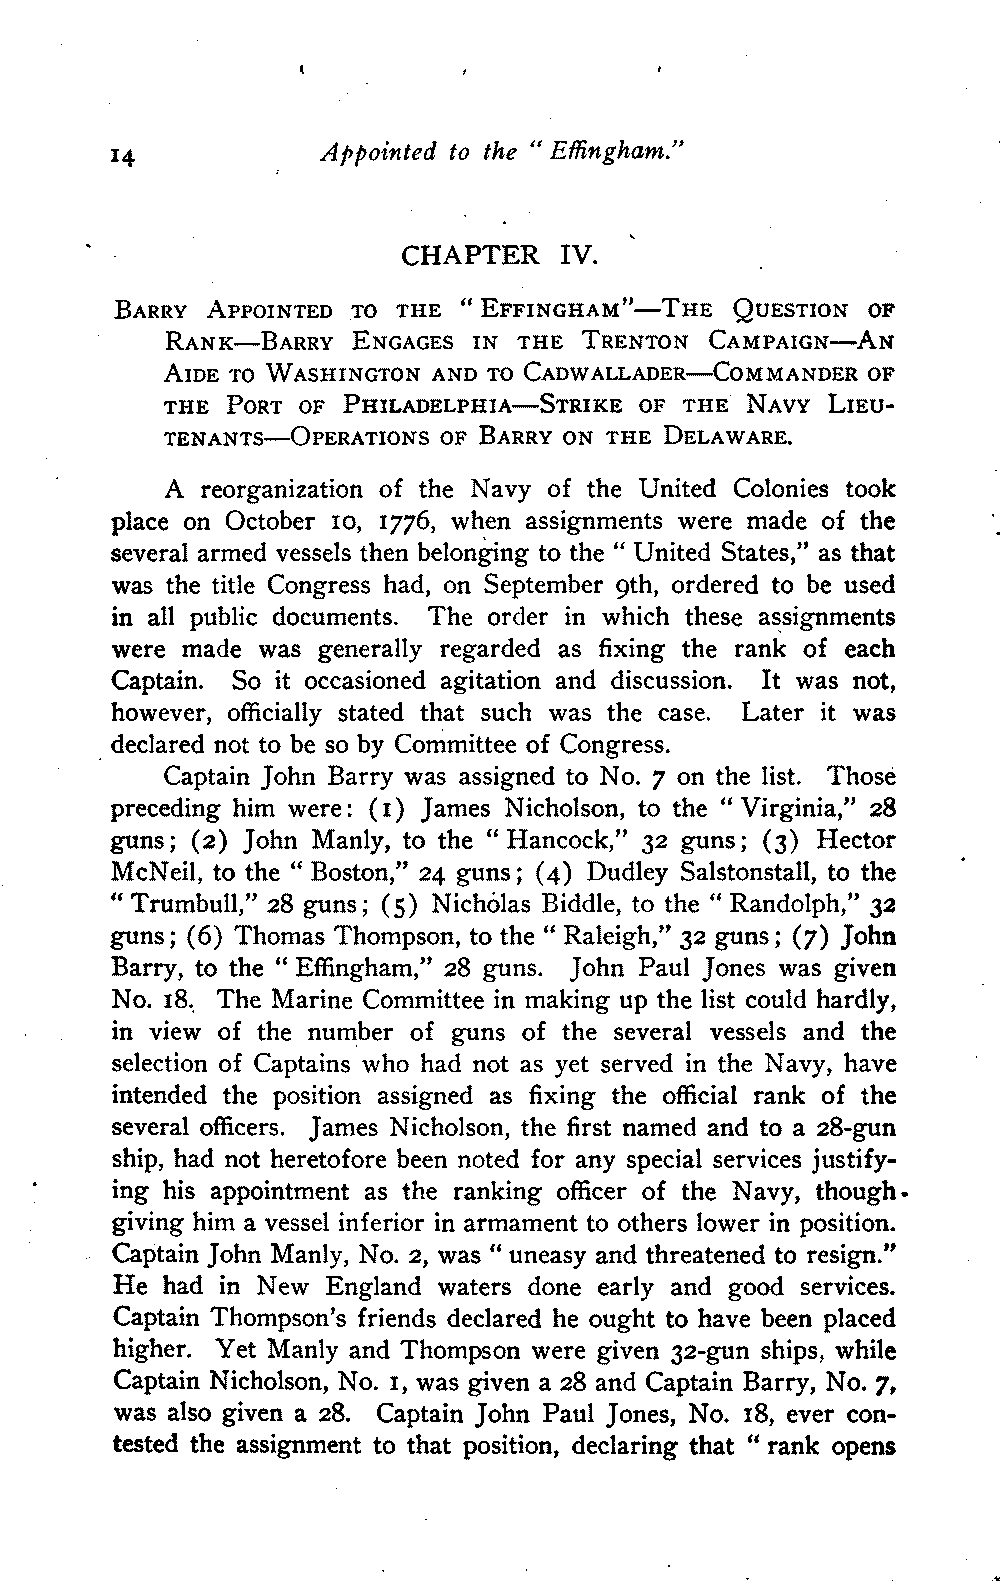 14 Appointed to the " Effingham."
CHAPTER IV.
BARRY APPOINTED TO THE " EFFINGHAM"—THE QUESTION OF
RANK—BARRY ENGAGES IN THE TRENTON CAMPAIGN—AN
AIDE TO WASHINGTON AND TO CADWALLADER—COMMANDER OF
THE PORT OF PHILADELPHIA—STRIKE OF THE NAVY LIEU-
TENANTS—OPERATIONS OF BARRY ON THE DELAWARE.
A reorganization of the Navy of the United Colonies took
place on October 10, 1776, when assignments were made of the
several armed vessels then belonging to the " United States," as that
was the title Congress had, on September 9th, ordered to be used
in all public documents. The order in which these assignments
were made was generally regarded as fixing the rank of each
Captain. So it occasioned agitation and discussion. It was not,
however, officially stated that such was the case. Later it was
declared not to be so by Committee of Congress.
Captain John Barry was assigned to No. 7 on the list. Those
preceding him were: (1) James Nicholson, to the " Virginia," 28
guns; (2) John Manly, to the " Hancock," 32 guns; (3) Hector
McNeil, to the " Boston," 24 guns; (4) Dudley Salstonstall, to the
" Trumbull," 28 guns; (5) Nicholas Biddle, to the " Randolph," 32
guns; (6) Thomas Thompson, to the " Raleigh," 32 guns; (7) John
Barry, to the " Effingham," 28 guns. John Paul Jones was given
No. 18. The Marine Committee in making up the list could hardly,
in view of the number of guns of the several vessels and the
selection of Captains who had not as yet served in the Navy, have
intended the position assigned as fixing the official rank of the
several officers. James Nicholson, the first named and to a 28-gun
ship, had not heretofore been noted for any special services justify-
ing his appointment as the ranking officer of the Navy, though
giving him a vessel inferior in armament to others lower in position.
Captain John Manly, No. 2, was " uneasy and threatened to resign."
He had in New England waters done early and good services.
Captain Thompson's friends declared he ought to have been placed
higher. Yet Manly and Thompson were given 32-gun ships, while
Captain Nicholson, No. 1, was given a 28 and Captain Barry, No. 7,
was also given a 28. Captain John Paul Jones, No. 18, ever con-
tested the assignment to that position, declaring that " rank opens